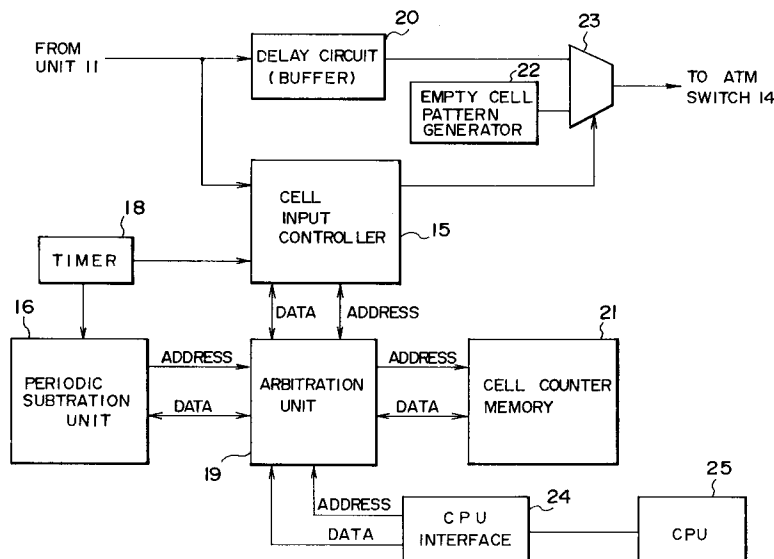 FROM
UNIT 11
20
DELAY CIRCUIT
(BUFFER)
23
22
EMPTY CELL
PATTERN
GENERATOR
TO ATM
SWITCH 14
CELL
INPUT
CONTROLLER
15
18
TIMER
DATA
ADDRESS
16
PERIODIC
SUBTRATION
UNIT
ADDRESS
DATA
ARBITRATION
UNIT
19
ADDRESS
DATA
21
CELL COUNTER
MEMORY
ADDRESS
DATA
24
CPU
INTERFACE
25
CPU